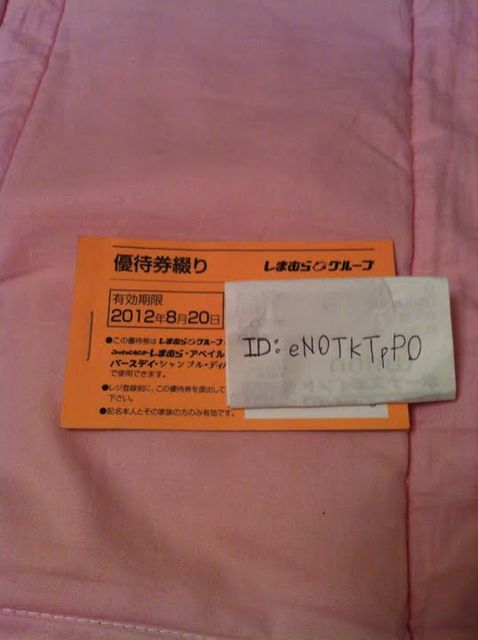 優待券綴り
しまむらグループ
有効期限
2012年8月20日
●この優待券はしまむらグループ
しまむら・アベイル
バースデイ・シャンブル・ディ
で使用できます。
●レジ登録前に、この優待券を提出して
下さい。
●記名本人とその家族の方のみ有効です。
ID: eNOTKTpPO